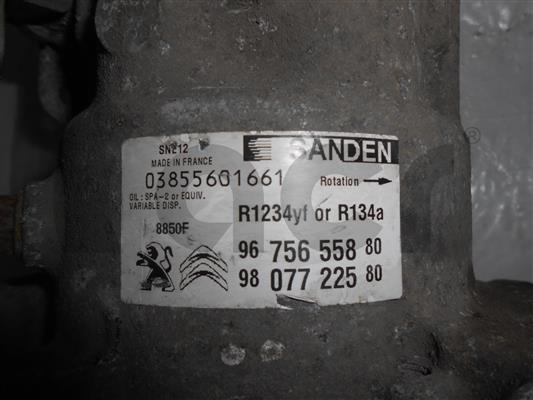 SANDEN
MADE IN FRANCE
03855601661
Rotation
OIL: SPA-2 or EQUIV.
VARIABLE DISP.
R1234yf or R134a
8850F
96 756 558 80
98 077 225 80